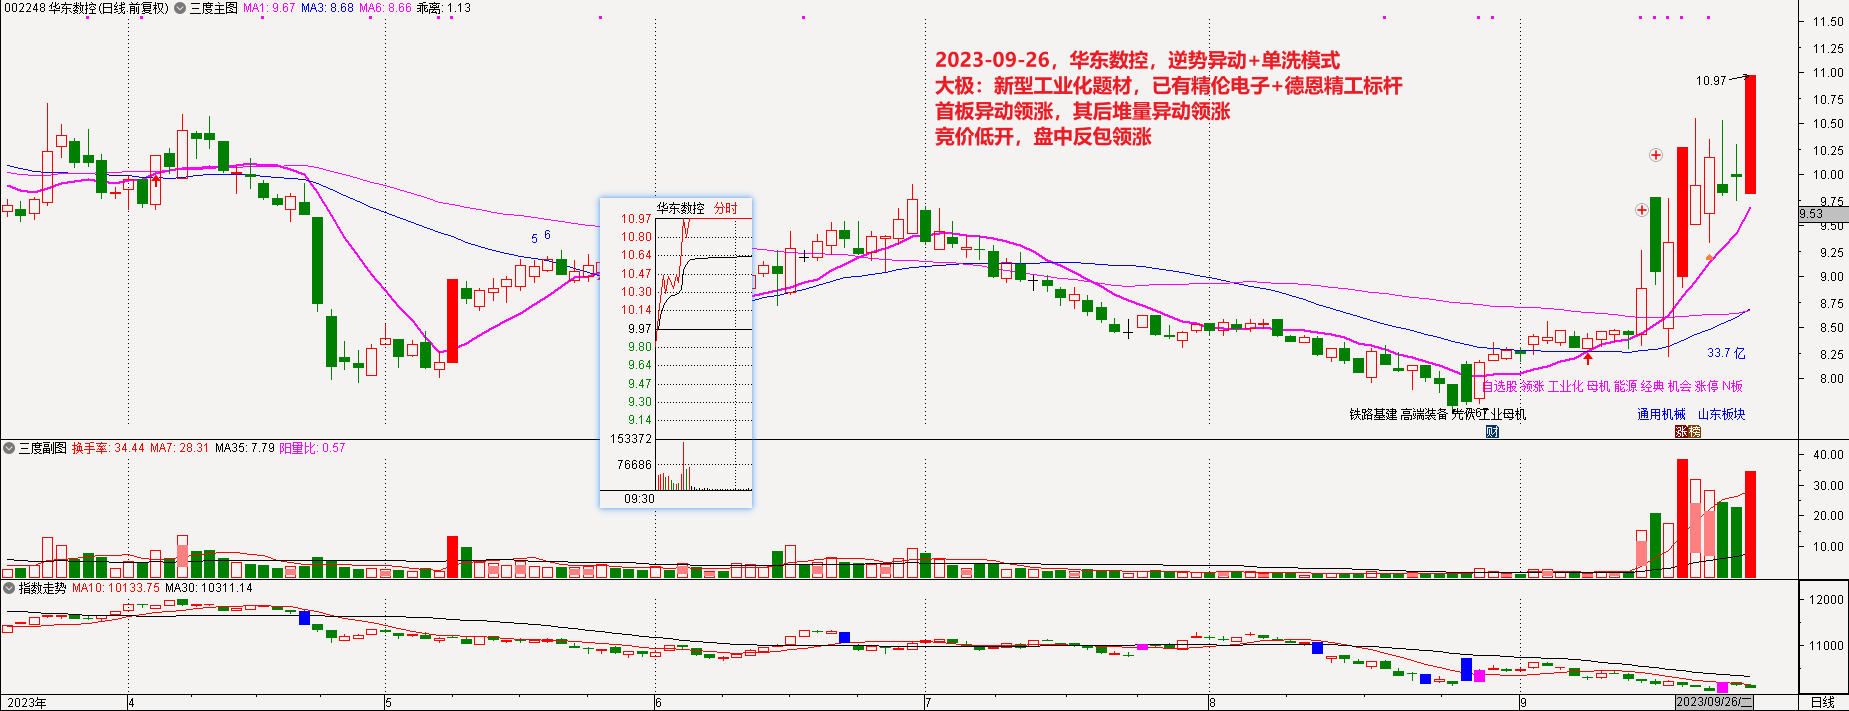 002248 华东数控(日线.前复权) 三度主图 MA1: 9.67 MA3: 8.68 MA6: 8.66 乖离: 1.13
2023-09-26，华东数控，逆势异动+单洗模式
大极：新型工业化题材，已有精伦电子+德恩精工标杆
首板异动领涨，其后堆量异动领涨
竞价低开，盘中反包领涨
10.97
11.50
11.25
11.00
10.75
10.50
10.25
10.00
9.75
9.53
9.50
9.25
9.00
8.75
8.50
8.25
8.00
5 6
华东数控 分时
10.97
10.80
10.64
10.47
10.30
10.14
9.97
9.80
9.64
9.47
9.30
9.14
153372
76686
09:30
33.7 亿
自选股 领涨 工业化 母机 能源 经典 机会 涨停 N板
铁路基建 高端装备 工业母机
通用机械 山东板块
财
涨榜
三度副图 换手率: 34.44 MA7: 28.31 MA35: 7.79 阳量比: 0.57
40.00
30.00
20.00
10.00
指数走势 MA10: 10133.75 MA30: 10311.14
12000
11000
2023年 4 5 6 7 8 9 2023/09/26/二 日线